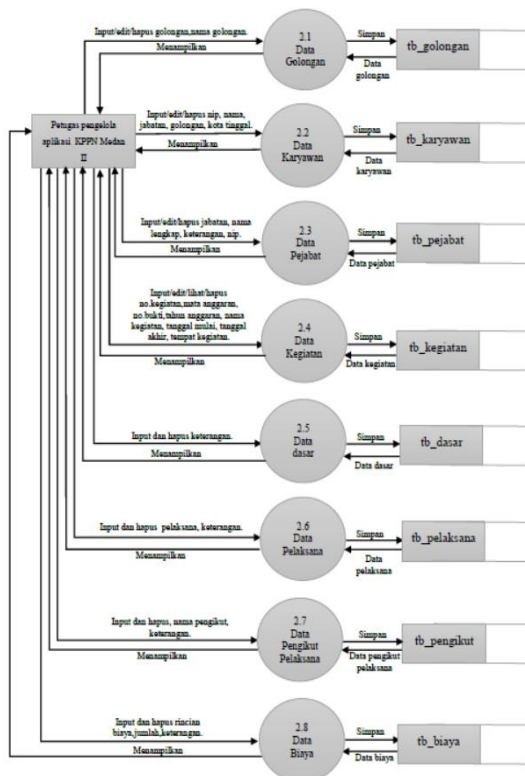 Input/edit/hapus golongan,nama golongan.
Menampilkan
2.1
Data
Golongan
Simpan
Data
golongan
tb_golongan
Petugas pengelola
aplikasi KPPN Medan
II
Input/edit/hapus nip, nama,
jabatan, golongan, kota tinggal.
Menampilkan
2.2
Data
Karyawan
Simpan
Data
karyawan
tb_karyawan
Input/edit/hapus jabatan, nama
lengkap, keterangan, nip.
Menampilkan
2.3
Data
Pejabat
Simpan
Data pejabat
tb_pejabat
Input/edit/lihat/hapus
no.kegiatan,mata anggaran,
no.bukti,tahun anggaran, nama
kegiatan, tanggal mulai, tanggal
akhir, tempat kegiatan.
Menampilkan
2.4
Data
Kegiatan
Simpan
Data kegiatan
tb_kegiatan
Input dan hapus keterangan.
Menampilkan
2.5
Data
dasar
Simpan
Data dasar
tb_dasar
Input dan hapus pelaksana, keterangan.
Menampilkan
2.6
Data
Pelaksana
Simpan
Data
pelaksana
tb_pelaksana
Input dan hapus, nama pengikut,
keterangan.
Menampilkan
2.7
Data
Pengikut
Pelaksana
Simpan
Data pengikut
pelaksana
tb_pengikut
Input dan hapus rincian
biaya,jumlah,keterangan.
Menampilkan
2.8
Data
Biaya
Simpan
Data biaya
tb_biaya